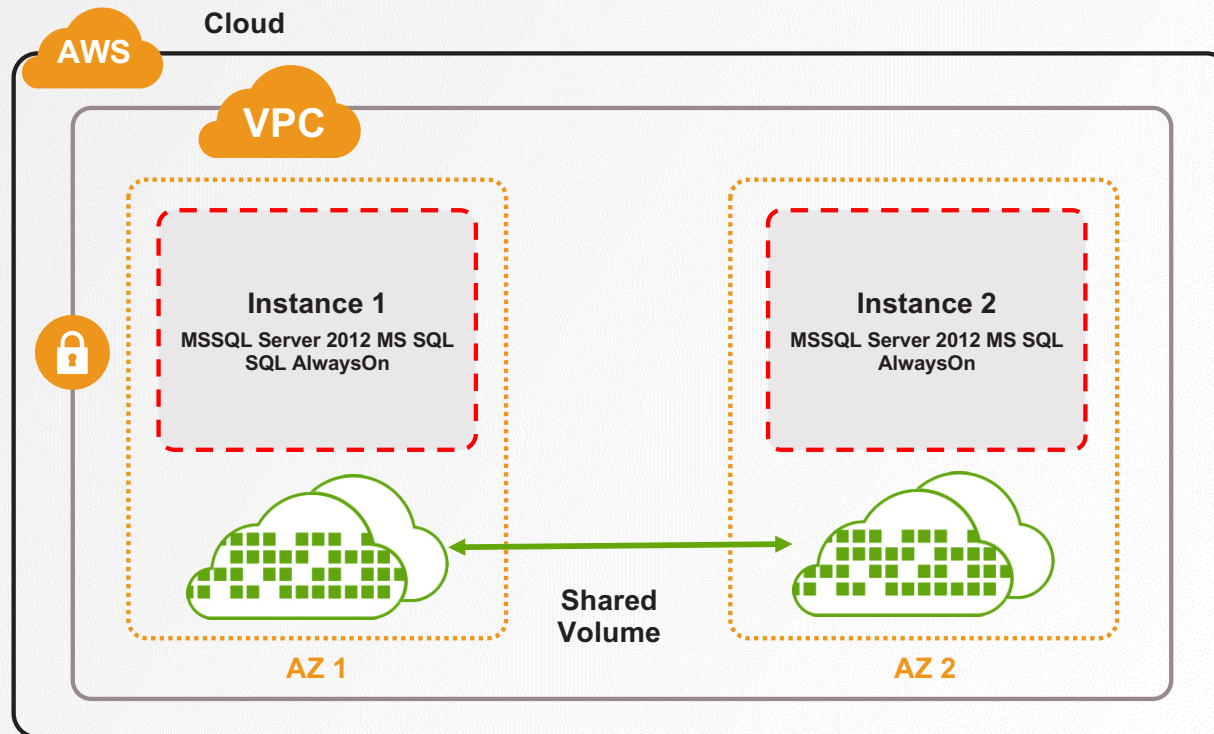 Cloud
AWS
VPC
Instance 1
MSSQL Server 2012 MS SQL
SQL AlwaysOn
Instance 2
MSSQL Server 2012 MS SQL
AlwaysOn
Shared
Volume
AZ 1
AZ 2